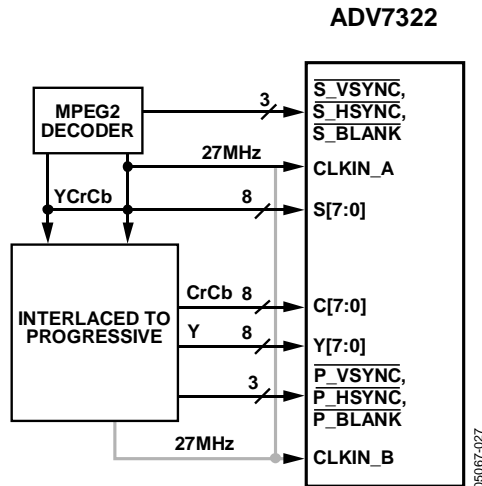 ADV7322
MPEG2
DECODER
3
S_VSYNC,
S_HSYNC,
S_BLANK
27MHz
CLKIN_A
YCrCb
8
S[7:0]
INTERLACED TO
PROGRESSIVE
CrCb 8
C[7:0]
Y 8
Y[7:0]
3
P_VSYNC,
P_HSYNC,
P_BLANK
27MHz
CLKIN_B
05067-027